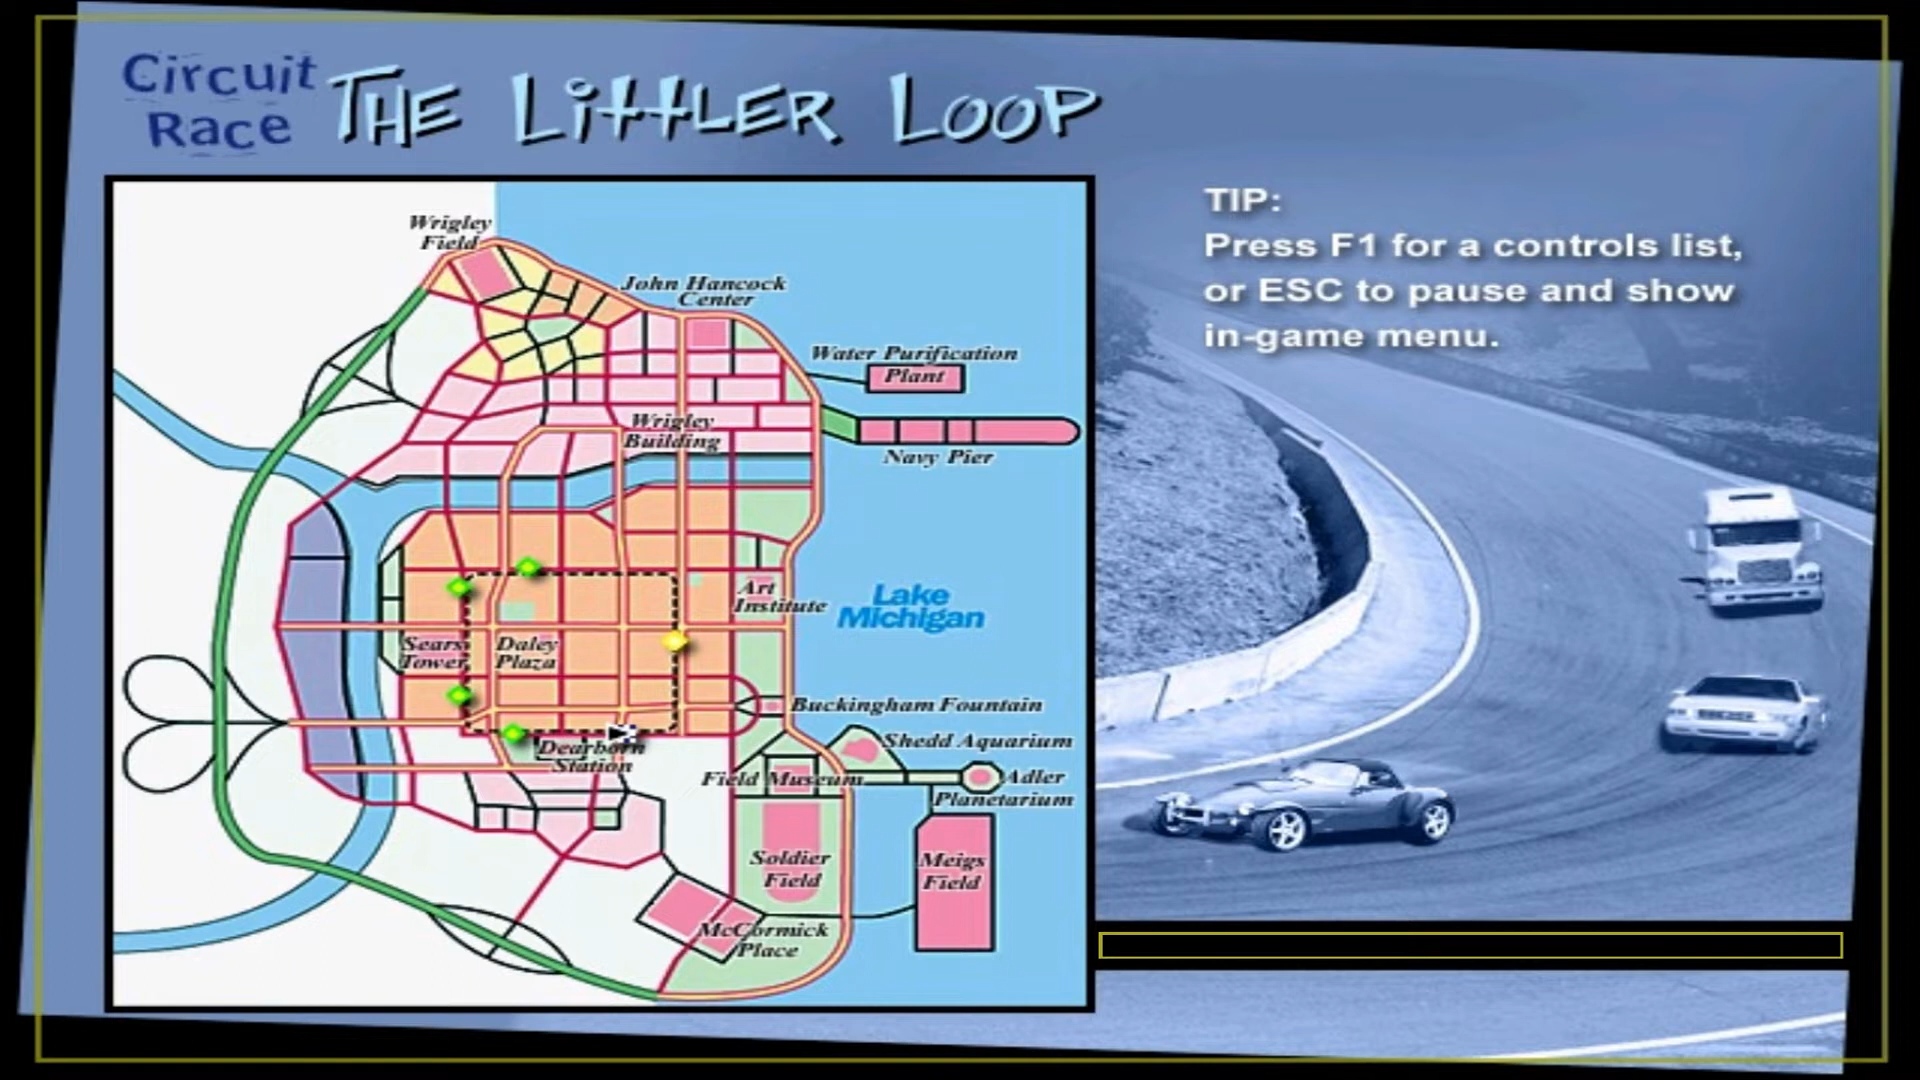 Circuit
Race
THE LittLER LOOP
TIP:
Press F1 for a controls list,
or ESC to pause and show
in-game menu.
Wrigley
Field
John Hancock
Center
Water Purification
Plant
Wrigley
Building
Navy Pier
Art
Institute
Lake
Michigan
Sears
Tower
Daley
Plaza
Buckingham Fountain
Dearborn
Station
Shedd Aquarium
Field Museum
Adler
Planetarium
Soldier
Field
Meigs
Field
McCormick
Place